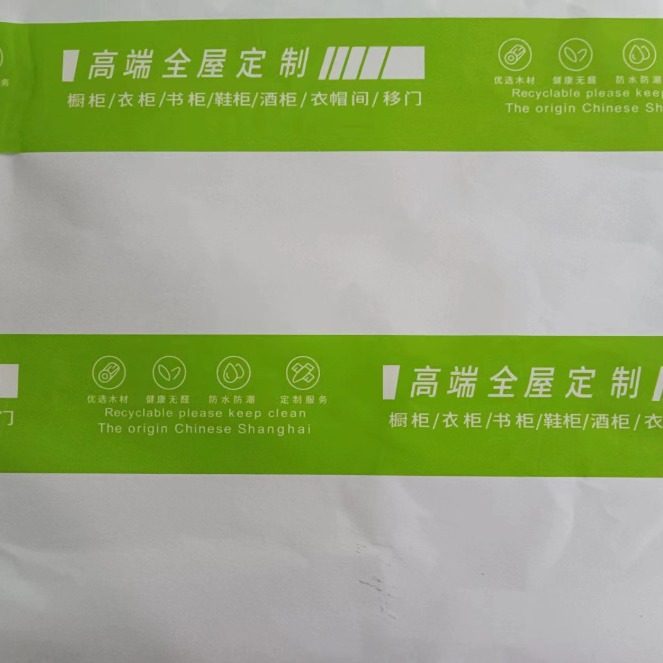 务
高端全屋定制
橱柜/衣柜/书柜/鞋柜/酒柜/衣帽间/移门
优选木材 健康无醛 防水防潮
Recyclable please keep
The origin Chinese Sh
门
优选木材 健康无醛 防水防潮 定制服务
Recyclable please keep clean
The origin Chinese Shanghai
高端全屋定制
橱柜/衣柜/书柜/鞋柜/酒柜/衣